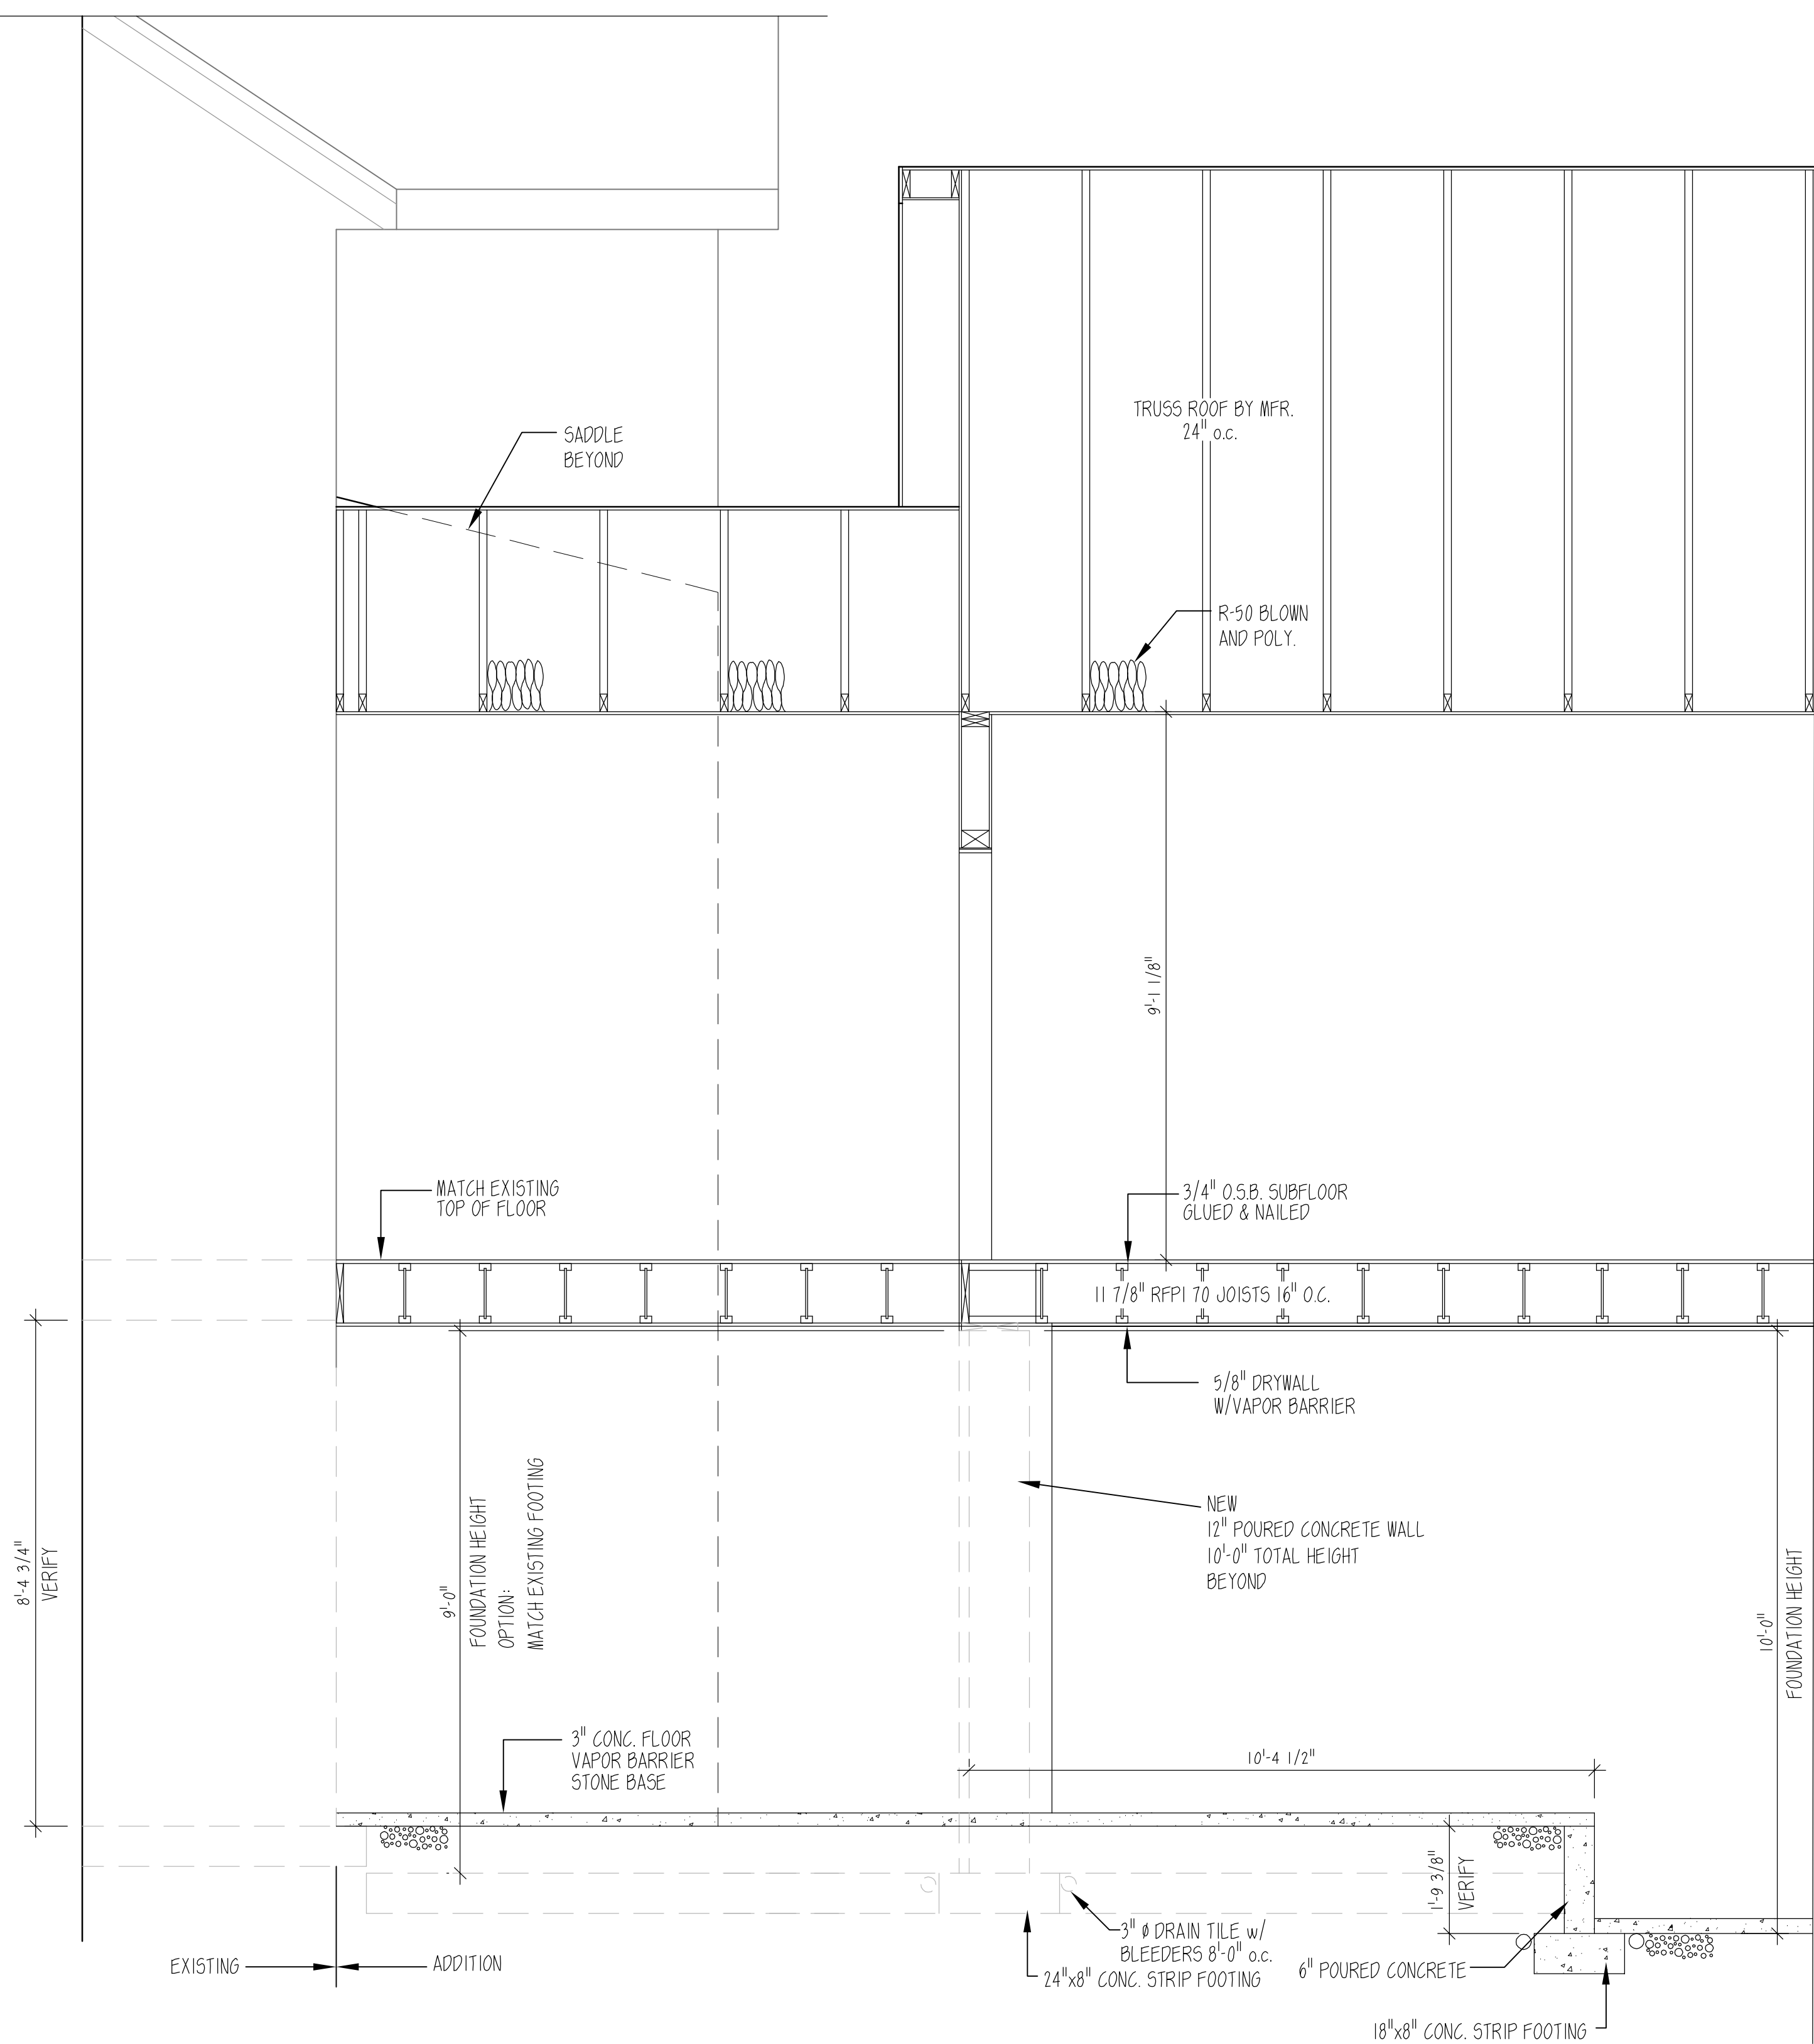 SADDLE
BEYOND
TRUSS ROOF BY MFR.
24" o.c.
R-50 BLOWN
AND POLY.
9'-1 1/8"
MATCH EXISTING
TOP OF FLOOR
3/4" O.S.B. SUBFLOOR
GLUED & NAILED
11 7/8" RFPI 70 JOISTS 16" O.C.
5/8" DRYWALL
W/VAPOR BARRIER
8'-4 3/4"
VERIFY
9'-0"
FOUNDATION HEIGHT
OPTION:
MATCH EXISTING FOOTING
NEW
12" POURED CONCRETE WALL
10'-0" TOTAL HEIGHT
BEYOND
10'-0"
FOUNDATION HEIGHT
3" CONC. FLOOR
VAPOR BARRIER
STONE BASE
10'-4 1/2"
1'-9 3/8"
VERIFY
3" Ø DRAIN TILE w/
BLEEDERS 8'-0" o.c.
24"x8" CONC. STRIP FOOTING
6" POURED CONCRETE
EXISTING
ADDITION
18"x8" CONC. STRIP FOOTING